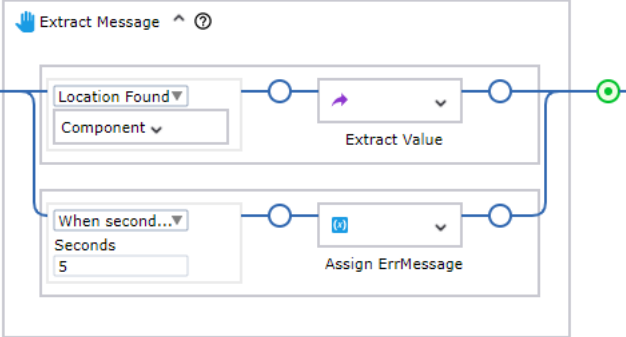 Extract Message
Location Found
Component
Extract Value
When second...
Seconds
5
Assign ErrMessage